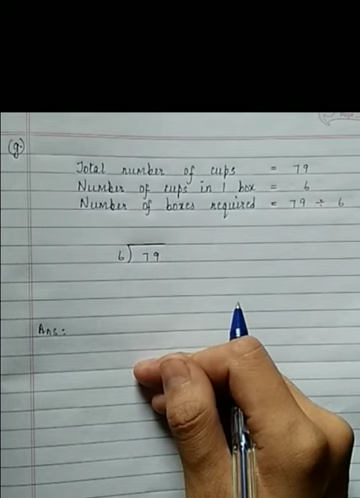 (g)
Total number of cups = 79
Number of cups in 1 box = 6
Number of boxes required = 79 ÷ 6
6)79
Ans: